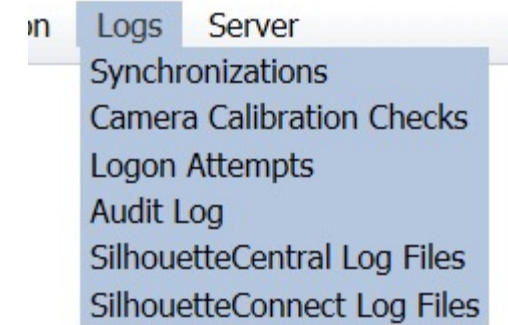 on Logs Server
Synchronizations
Camera Calibration Checks
Logon Attempts
Audit Log
SilhouetteCentral Log Files
SilhouetteConnect Log Files